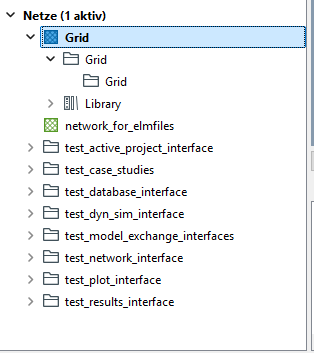 Netze (1 aktiv)
Grid
Grid
Grid
Library
network_for_elmfiles
test_active_project_interface
test_case_studies
test_database_interface
test_dyn_sim_interface
test_model_exchange_interfaces
test_network_interface
test_plot_interface
test_results_interface